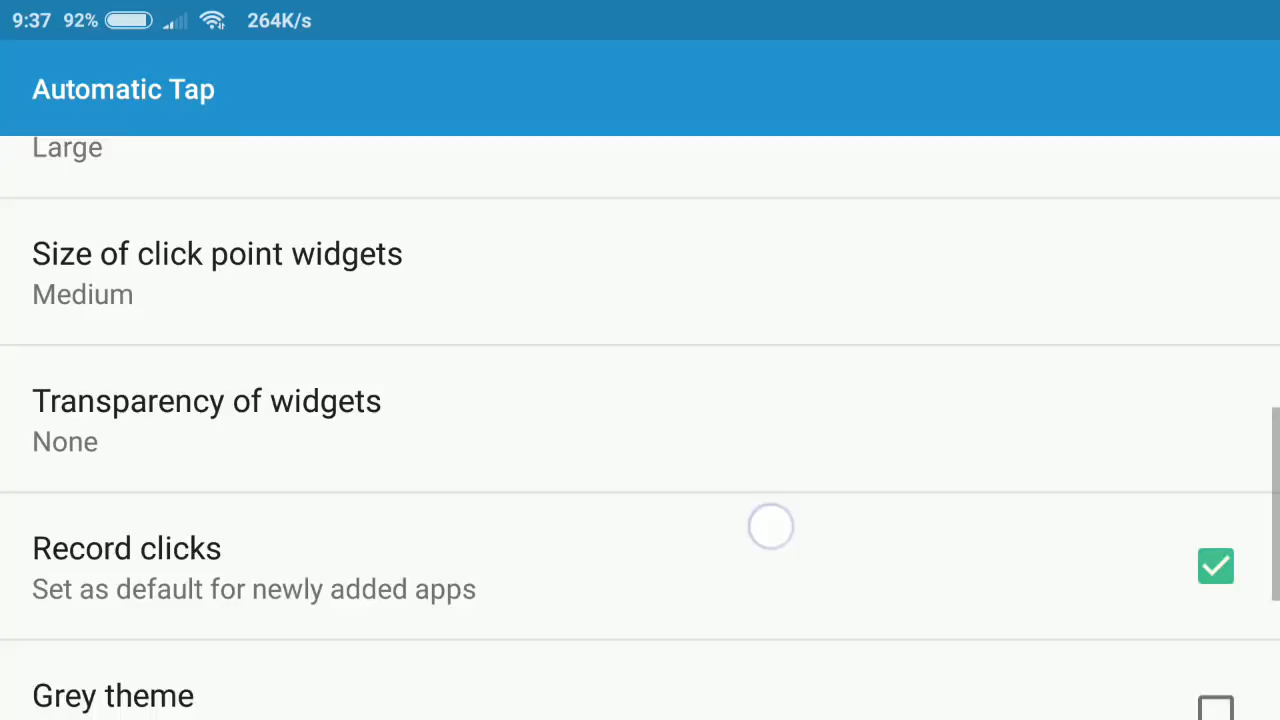 9:37 92% 264K/s
Automatic Tap
Large
Size of click point widgets
Medium
Transparency of widgets
None
Record clicks
Set as default for newly added apps
Grey theme